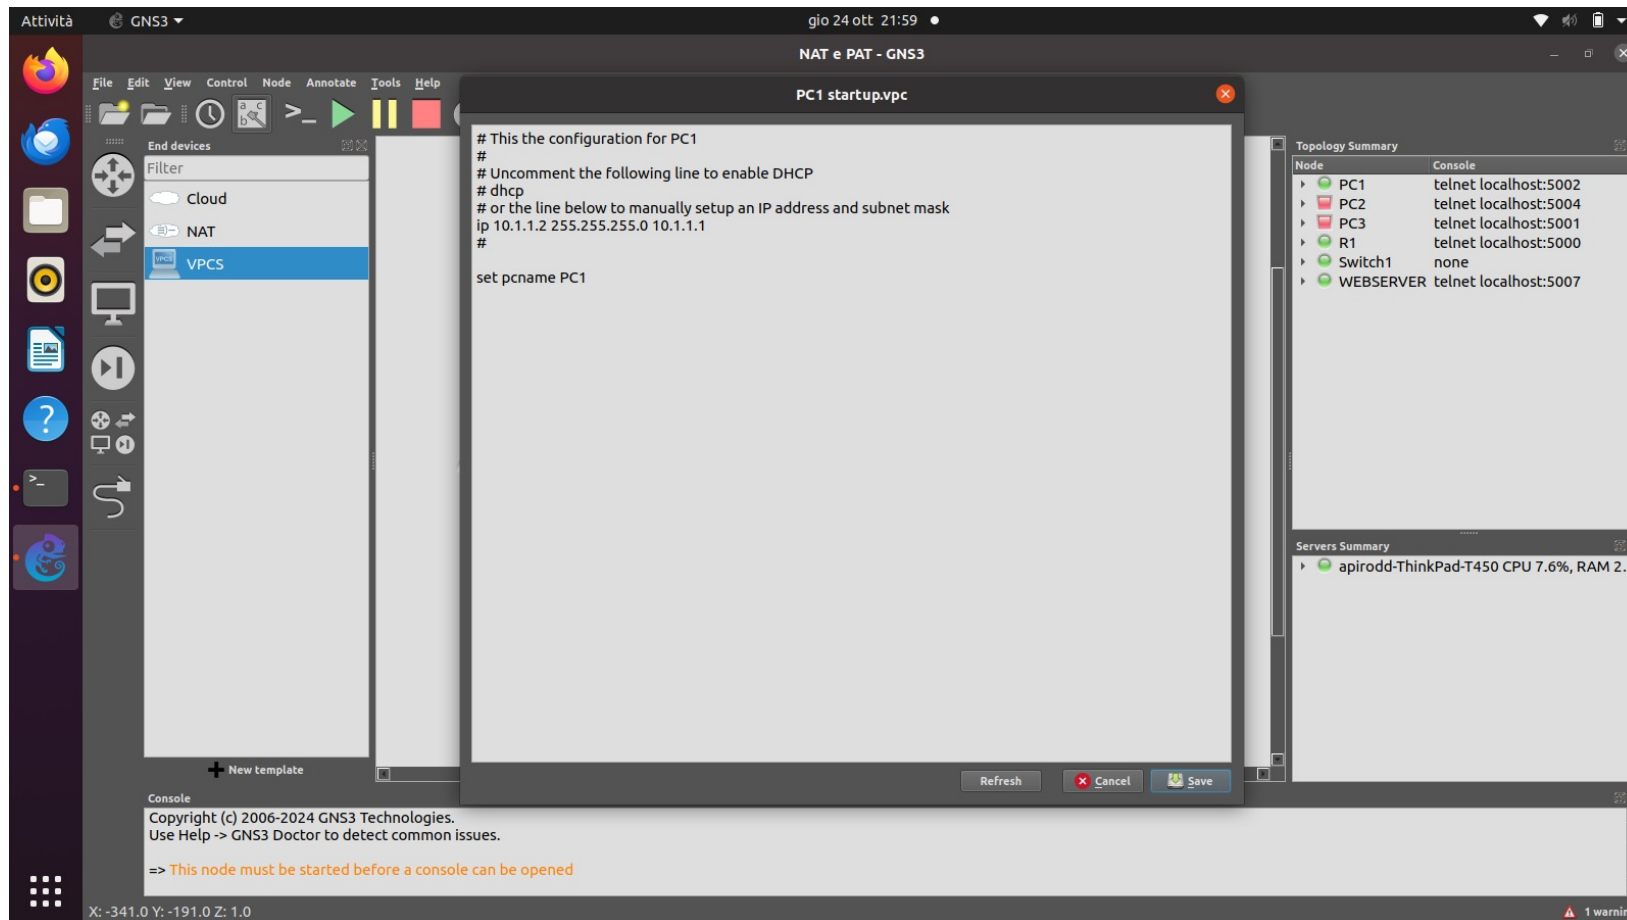 Attività
GNS3
gio 24 ott 21:59
NAT e PAT - GNS3
File Edit View Control Node Annotate Tools Help
PC1 startup.vpc
# This the configuration for PC1
#
# Uncomment the following line to enable DHCP
# dhcp
# or the line below to manually setup an IP address and subnet mask
ip 10.1.1.2 255.255.255.0 10.1.1.1
#
set pcname PC1
Refresh
Cancel
Save
End devices
Filter
Cloud
NAT
VPCS
New template
Topology Summary
Node Console
PC1 telnet localhost:5002
PC2 telnet localhost:5004
PC3 telnet localhost:5001
R1 telnet localhost:5000
Switch1 none
WEBSERVER telnet localhost:5007
Servers Summary
apirodd-ThinkPad-T450 CPU 7.6%, RAM 2.
Console
Copyright (c) 2006-2024 GNS3 Technologies.
Use Help -> GNS3 Doctor to detect common issues.
=> This node must be started before a console can be opened
X: -341.0 Y: -191.0 Z: 1.0
1